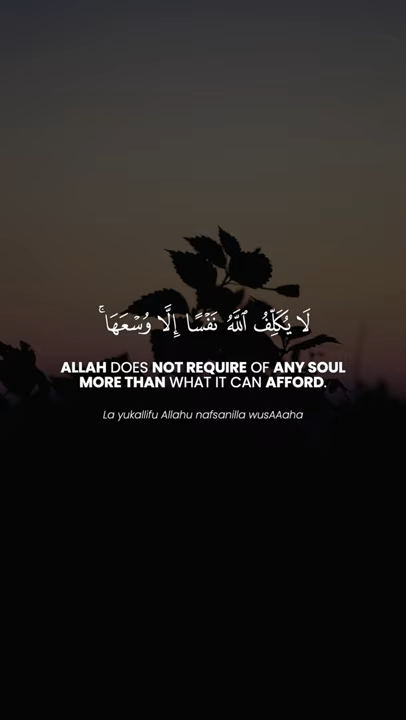 لَا يُكَلِّفُ ٱللَّهُ نَفْسًا إِلَّا وُسْعَهَا ۚ
ALLAH DOES NOT REQUIRE OF ANY SOUL
MORE THAN WHAT IT CAN AFFORD.
La yukallifu Allahu nafsanilla wusAAaha